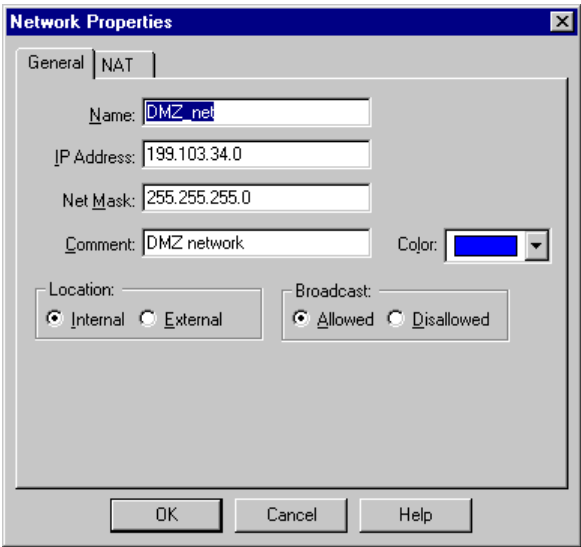 Network Properties
General NAT
Name: DMZ_net
IP Address: 199.103.34.0
Net Mask: 255.255.255.0
Comment: DMZ network Color:
Location: Broadcast:
Internal External Allowed Disallowed
OK Cancel Help